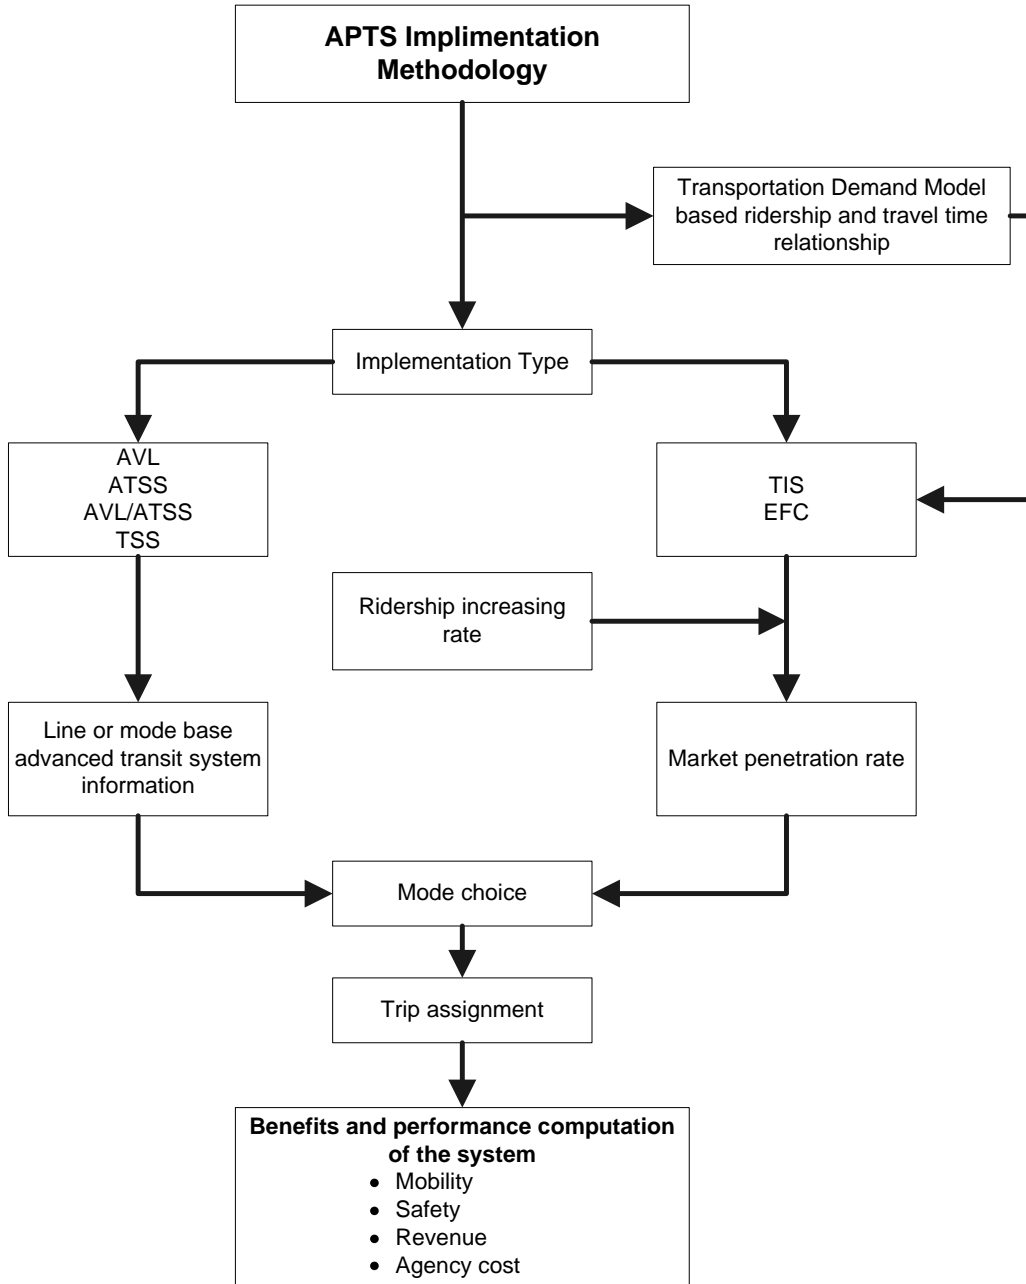 APTS Implimentation
Methodology
Transportation Demand Model
based ridership and travel time
relationship
Implementation Type
AVL
ATSS
AVL/ATSS
TSS
TIS
EFC
Ridership increasing
rate
Line or mode base
advanced transit system
information
Market penetration rate
Mode choice
Trip assignment
Benefits and performance computation
of the system
• Mobility
• Safety
• Revenue
• Agency cost